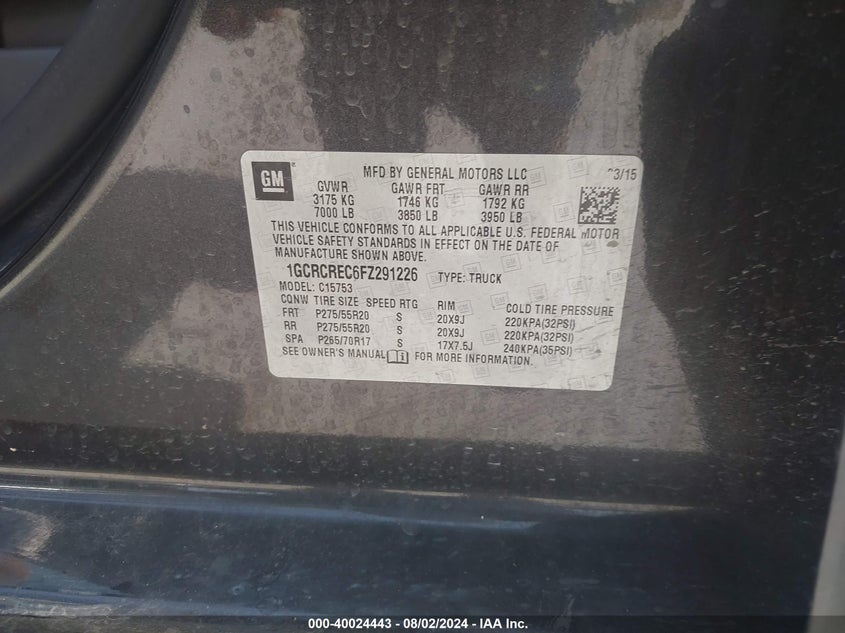 GM
MFD BY GENERAL MOTORS LLC 03/15
GVWR GAWR FRT GAWR RR
3175 KG 1746 KG 1792 KG
7000 LB 3850 LB 3950 LB
THIS VEHICLE CONFORMS TO ALL APPLICABLE U.S. FEDERAL MOTOR
VEHICLE SAFETY STANDARDS IN EFFECT ON THE DATE OF
MANUFACTURE SHOWN ABOVE.
1GCRCREC6FZ291226 TYPE: TRUCK
MODEL: C15753
CQNW TIRE SIZE SPEED RTG RIM COLD TIRE PRESSURE
FRT P275/55R20 S 20X9J 220KPA(32PSI)
RR P275/55R20 S 20X9J 220KPA(32PSI)
SPA P265/70R17 S 17X7.5J 240KPA(35PSI)
SEE OWNER'S MANUAL FOR MORE INFORMATION.
000-40024443 - 08/02/2024 - IAA Inc.